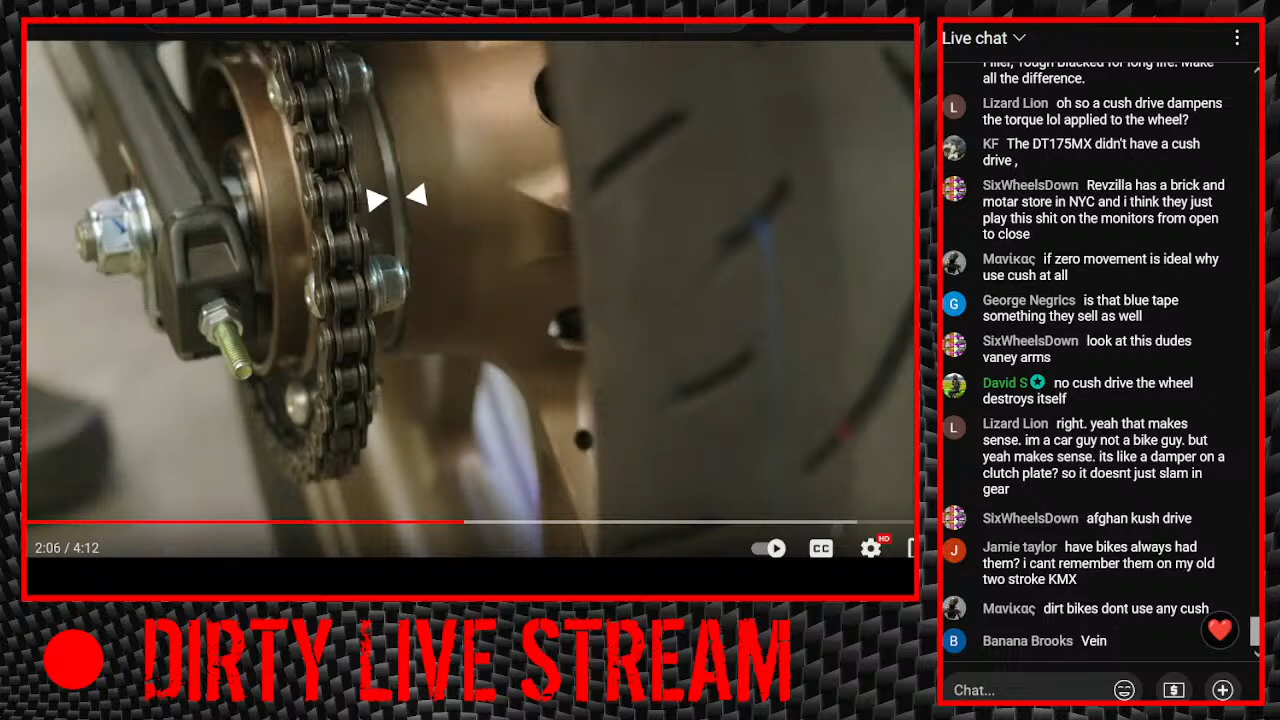 Live chat
Filler, Tough Blacked for long life. Make
all the difference.
Lizard Lion oh so a cush drive dampens
the torque lol applied to the wheel?
KF The DT175MX didn't have a cush
drive ,
SixWheelsDown Revzilla has a brick and
motar store in NYC and i think they just
play this shit on the monitors from open
to close
Μανίκας if zero movement is ideal why
use cush at all
George Negrics is that blue tape
something they sell as well
SixWheelsDown look at this dudes
vaney arms
David S no cush drive the wheel
destroys itself
Lizard Lion right. yeah that makes
sense. im a car guy not a bike guy. but
yeah makes sense. its like a damper on a
clutch plate? so it doesnt just slam in
gear
SixWheelsDown afghan kush drive
Jamie taylor have bikes always had
them? i cant remember them on my old
two stroke KMX
Μανίκας dirt bikes dont use any cush
Banana Brooks Vein
Chat...
2:06 / 4:12
CC
HD
DIRTY LIVE STREAM